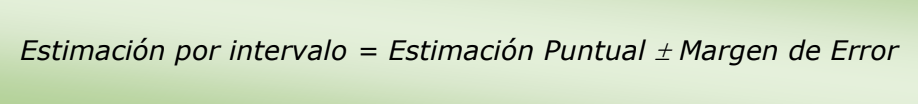 Estimación por intervalo = Estimación Puntual ± Margen de Error